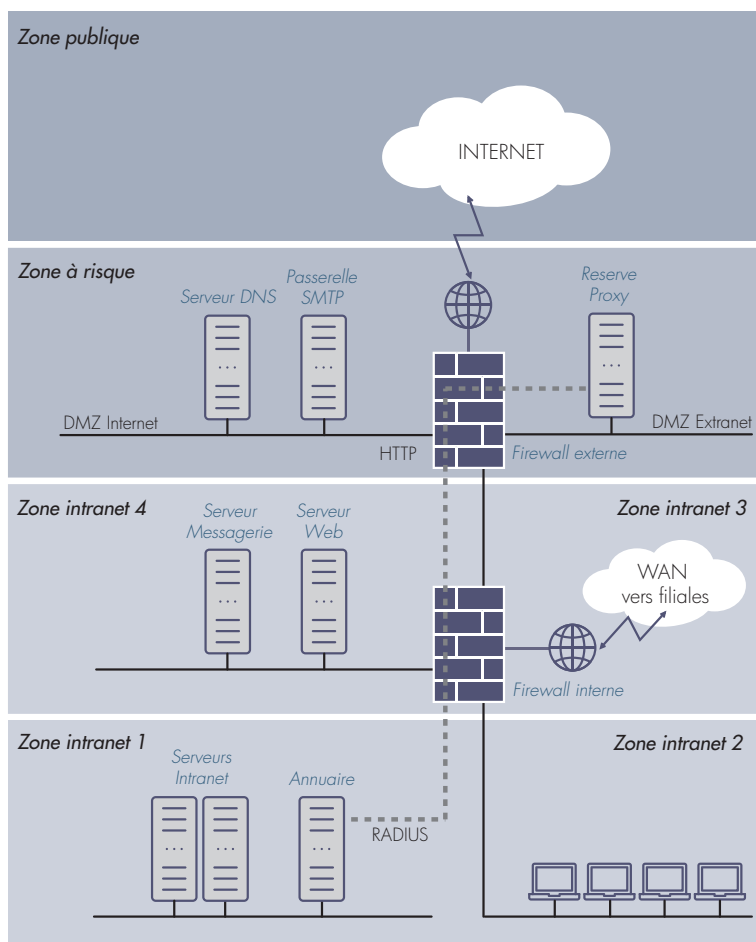 Zone publique
INTERNET
Zone à risque
Serveur DNS
Passerelle
SMTP
Reserve
Proxy
DMZ Internet
DMZ Extranet
HTTP
Firewall externe
Zone intranet 4
Serveur
Messagerie
Serveur
Web
Zone intranet 3
WAN
vers filiales
Firewall interne
Zone intranet 1
Serveurs
Intranet
Annuaire
Zone intranet 2
RADIUS